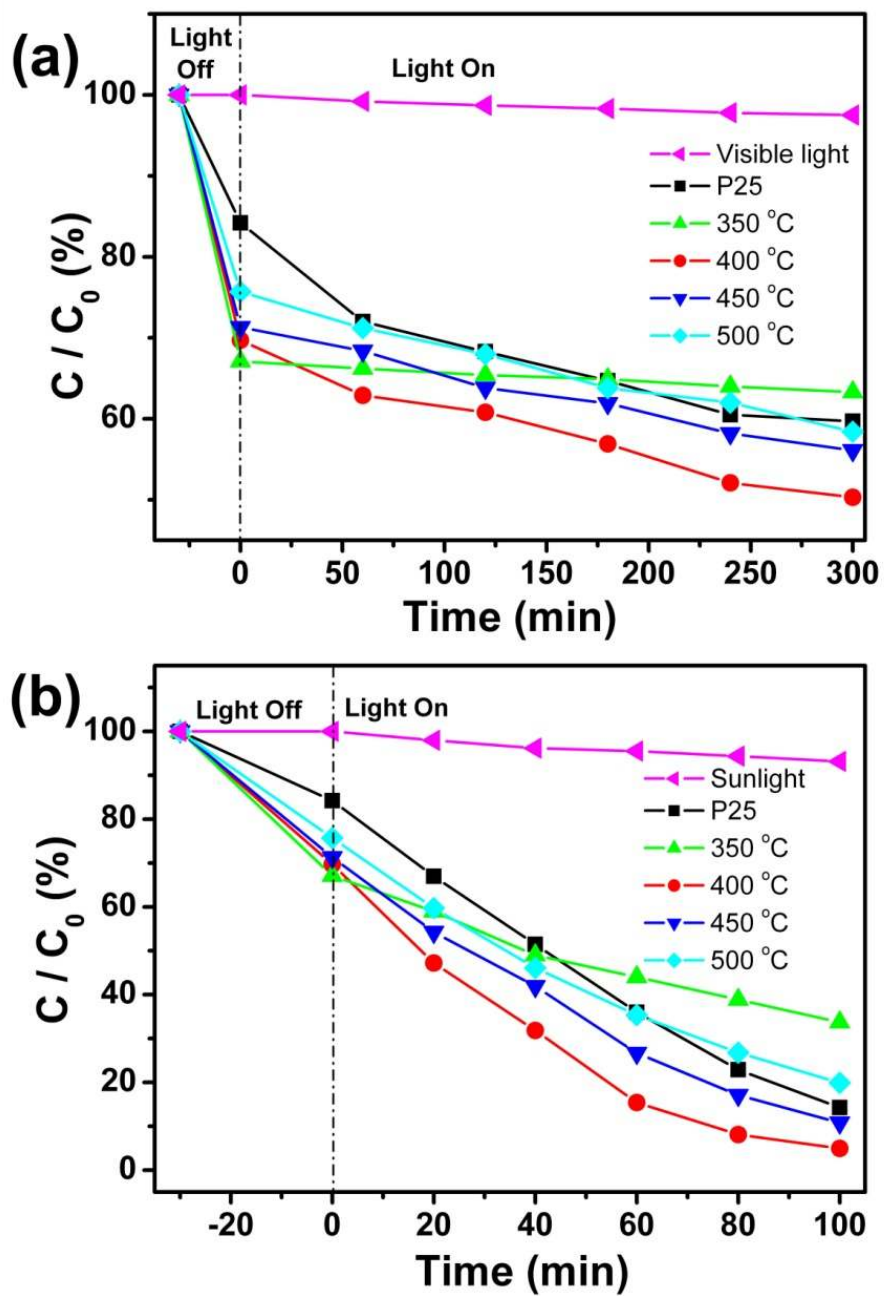 (a)
Light
Off
Light On
100
80
60
C / C₀ (%)
Visible light
P25
350 °C
400 °C
450 °C
500 °C
0 50 100 150 200 250 300
Time (min)
(b)
Light Off
Light On
100
80
60
40
20
0
C / C₀ (%)
Sunlight
P25
350 °C
400 °C
450 °C
500 °C
-20 0 20 40 60 80 100
Time (min)